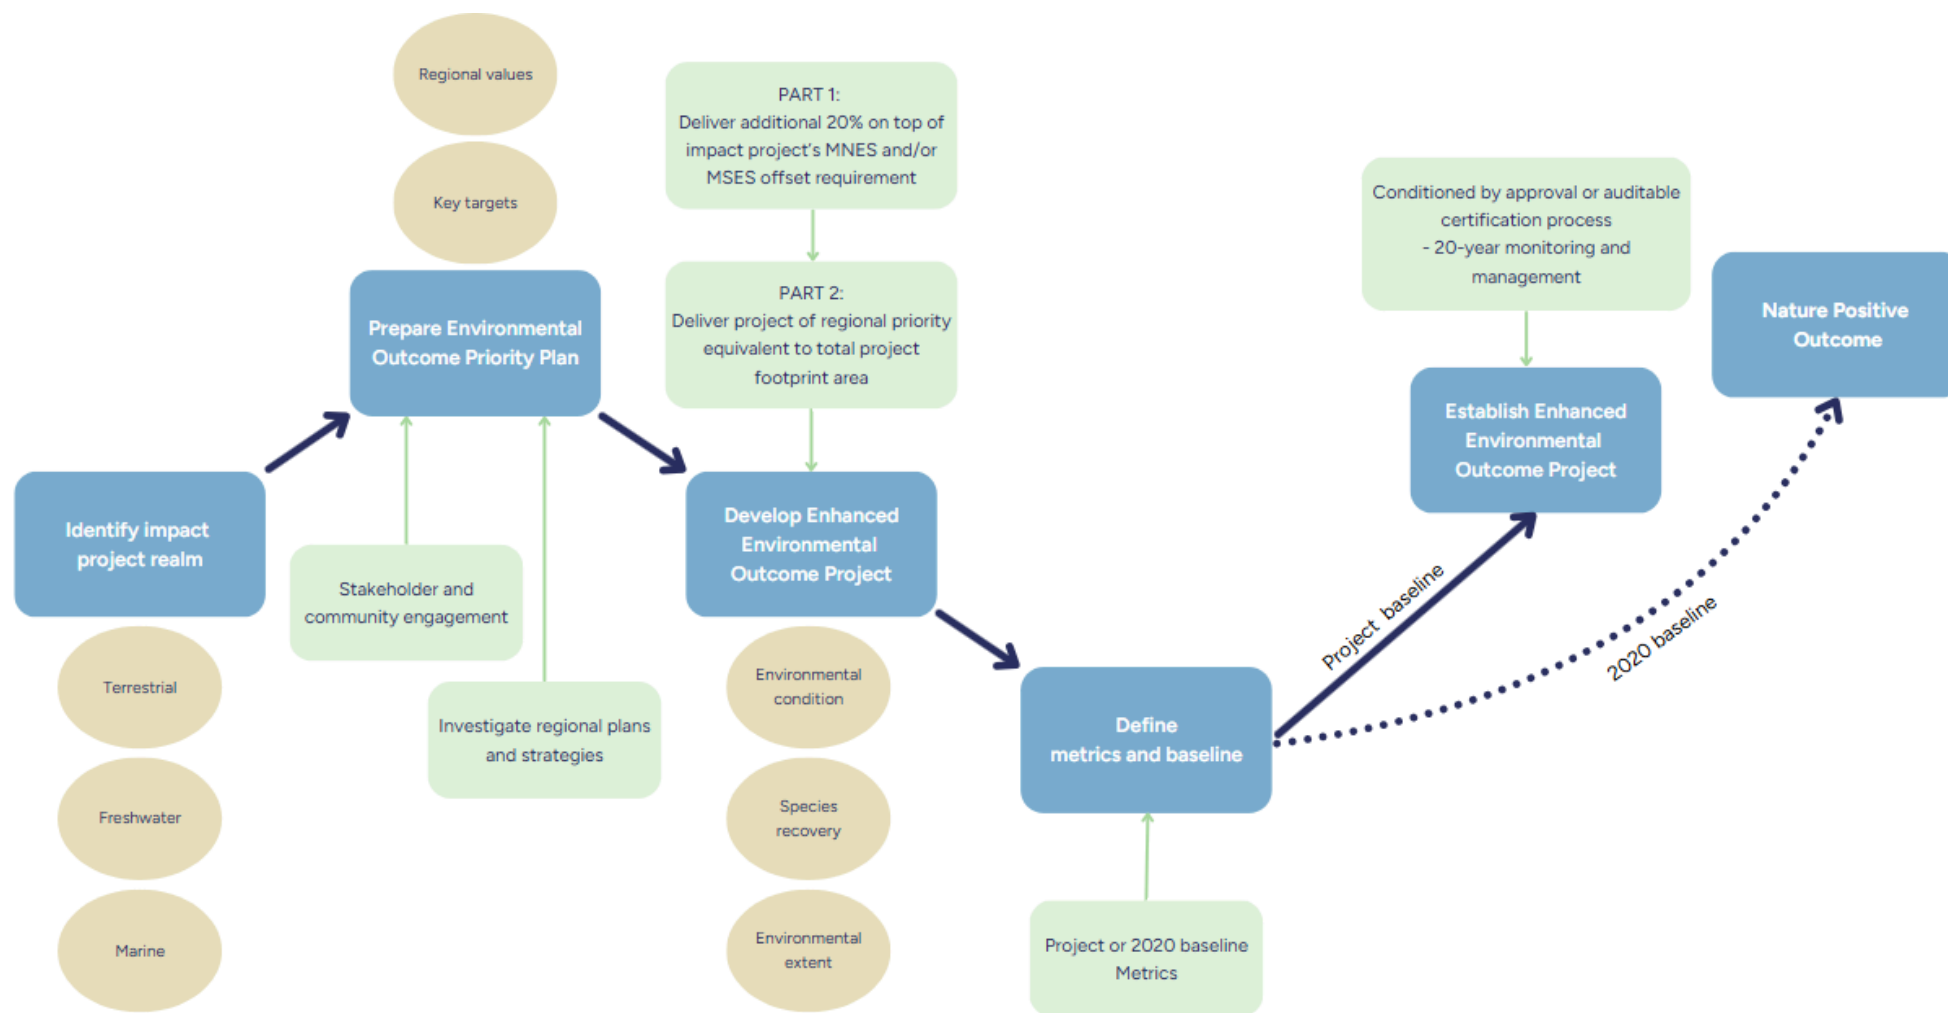 Regional values
Key targets
Prepare Environmental
Outcome Priority Plan
Identify impact
project realm
Terrestrial
Freshwater
Marine
Stakeholder and
community engagement
Investigate regional plans
and strategies
PART 1:
Deliver additional 20% on top of
impact project's MNES and/or
MSES offset requirement
PART 2:
Deliver project of regional priority
equivalent to total project
footprint area
Develop Enhanced
Environmental
Outcome Project
Environmental
condition
Species
recovery
Environmental
extent
Define
metrics and baseline
Project or 2020 baseline
Metrics
Project baseline
2020 baseline
Conditioned by approval or auditable
certification process
- 20-year monitoring and
management
Establish Enhanced
Environmental
Outcome Project
Nature Positive
Outcome